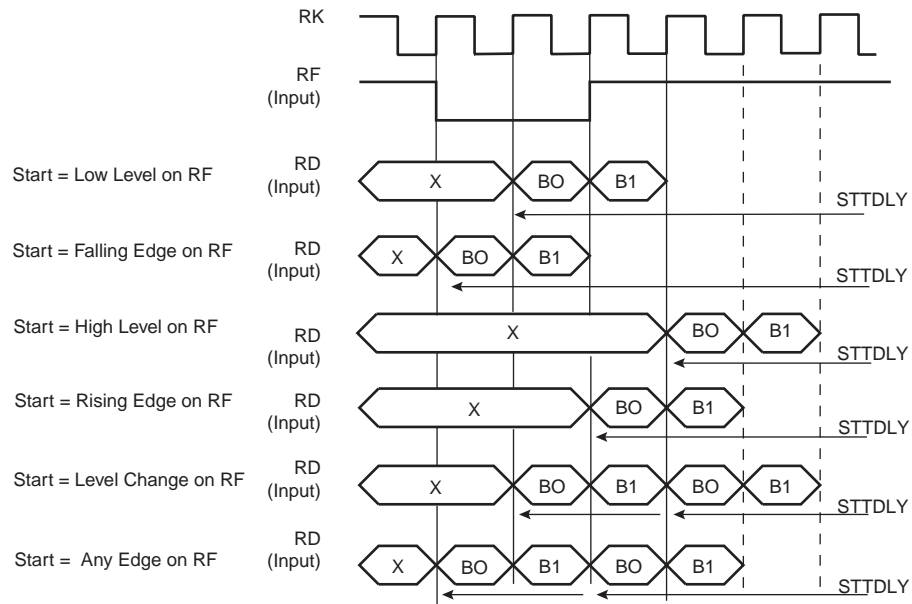 RK
RF
(Input)
Start = Low Level on RF
RD
(Input)
X
BO
B1
STTDLY
Start = Falling Edge on RF
RD
(Input)
X
BO
B1
STTDLY
Start = High Level on RF
RD
(Input)
X
BO
B1
STTDLY
Start = Rising Edge on RF
RD
(Input)
X
BO
B1
STTDLY
Start = Level Change on RF
RD
(Input)
X
BO
B1
BO
B1
STTDLY
Start = Any Edge on RF
RD
(Input)
X
BO
B1
BO
B1
STTDLY